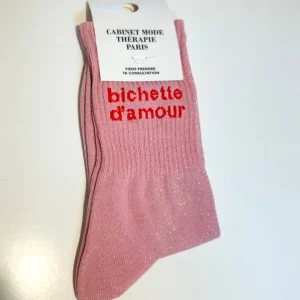 CABINET MODE
THÉRAPIE
PARIS
VIENS PRENDRE
TA CONSULTATION
bichette
d'amour